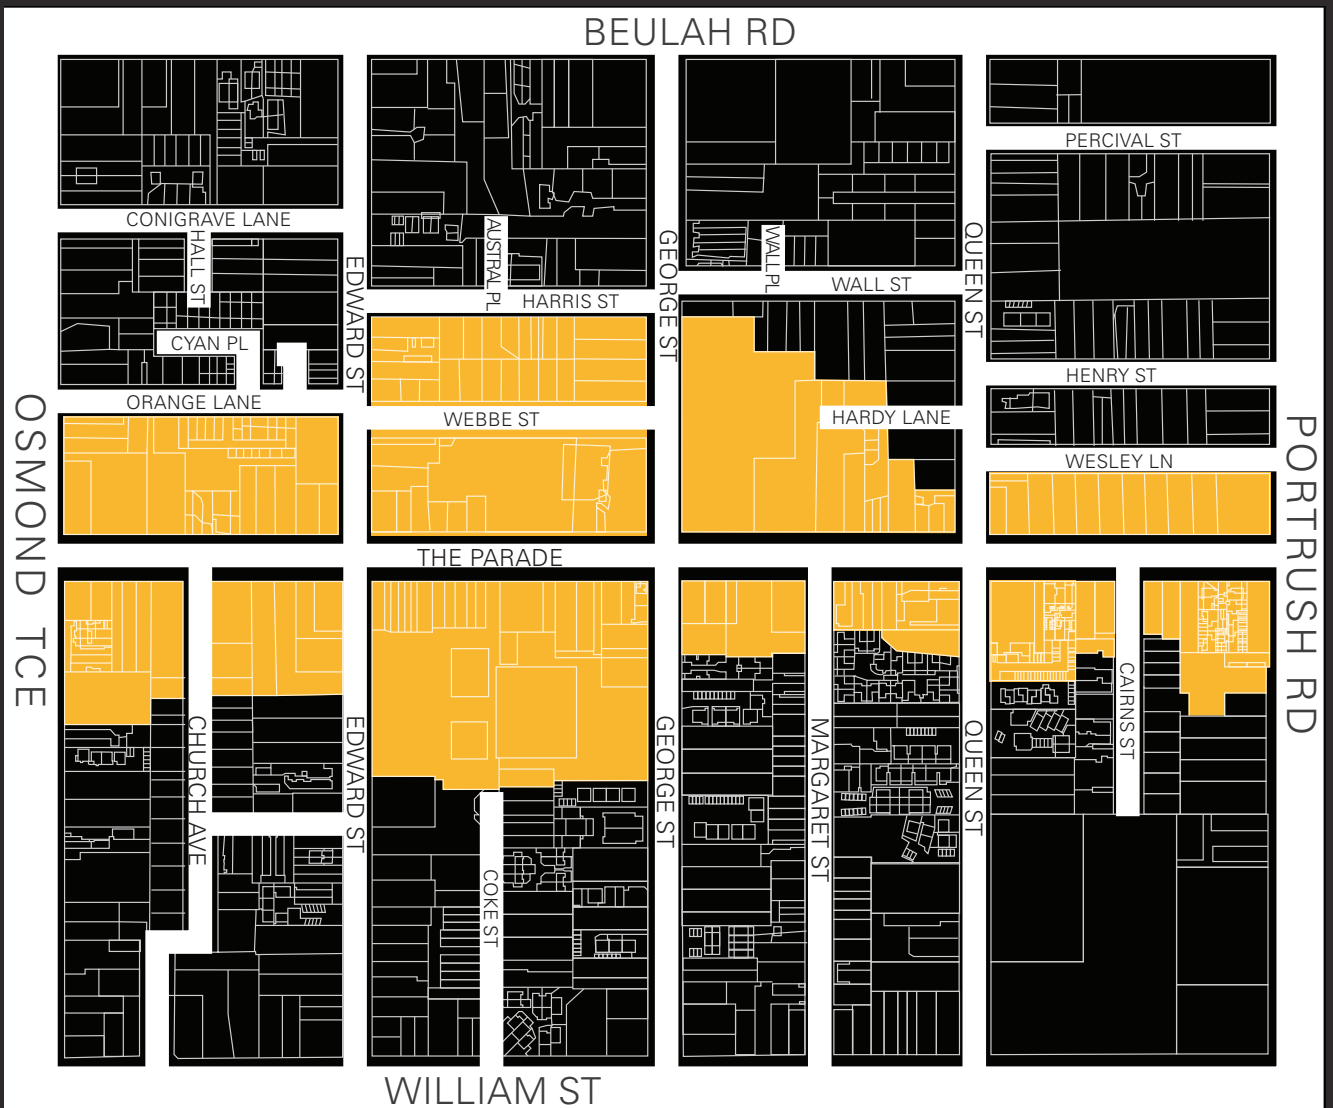 BEULAH RD
PERCIVAL ST
CONIGRAVE LANE
HALL ST
AUSTRAL PL
WALL PL
GEORGE ST
QUEEN ST
EDWARD ST
WALL ST
HARRIS ST
CYAN PL
HENRY ST
ORANGE LANE
WEBBE ST
HARDY LANE
WESLEY LN
OSMOND TCE
PORTRUSH RD
THE PARADE
CHURCH AVE
EDWARD ST
GEORGE ST
MARGARET ST
QUEEN ST
CAIRNS ST
COKE ST
WILLIAM ST